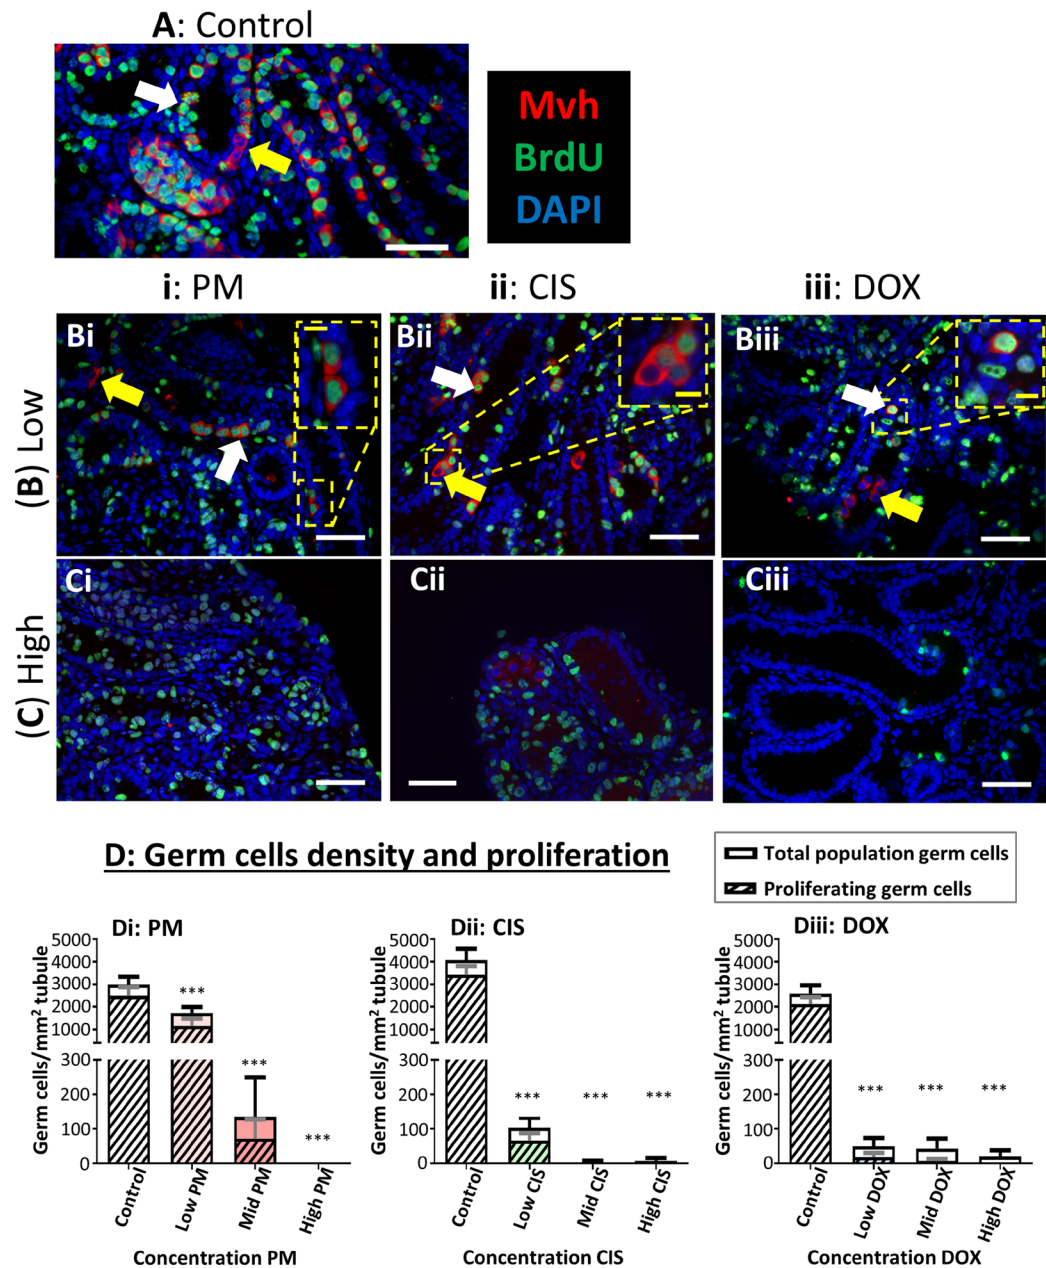 A: Control
Mvh
BrdU
DAPI
i: PM
ii: CIS
iii: DOX
(B) Low
Bi
Bii
Biii
(C) High
Ci
Cii
Ciii
D: Germ cells density and proliferation
Total population germ cells
Proliferating germ cells
Di: PM
Germ cells/mm² tubule
5000
4000
3000
2000
1000
300
200
100
0
***
***
***
Control
Low PM
Mid PM
High PM
Concentration PM
Dii: CIS
Germ cells/mm² tubule
5000
4000
3000
2000
1000
300
200
100
0
***
***
***
Control
Low CIS
Mid CIS
High CIS
Concentration CIS
Diii: DOX
Germ cells/mm² tubule
5000
4000
3000
2000
1000
300
200
100
0
***
***
***
Control
Low DOX
Mid DOX
High DOX
Concentration DOX